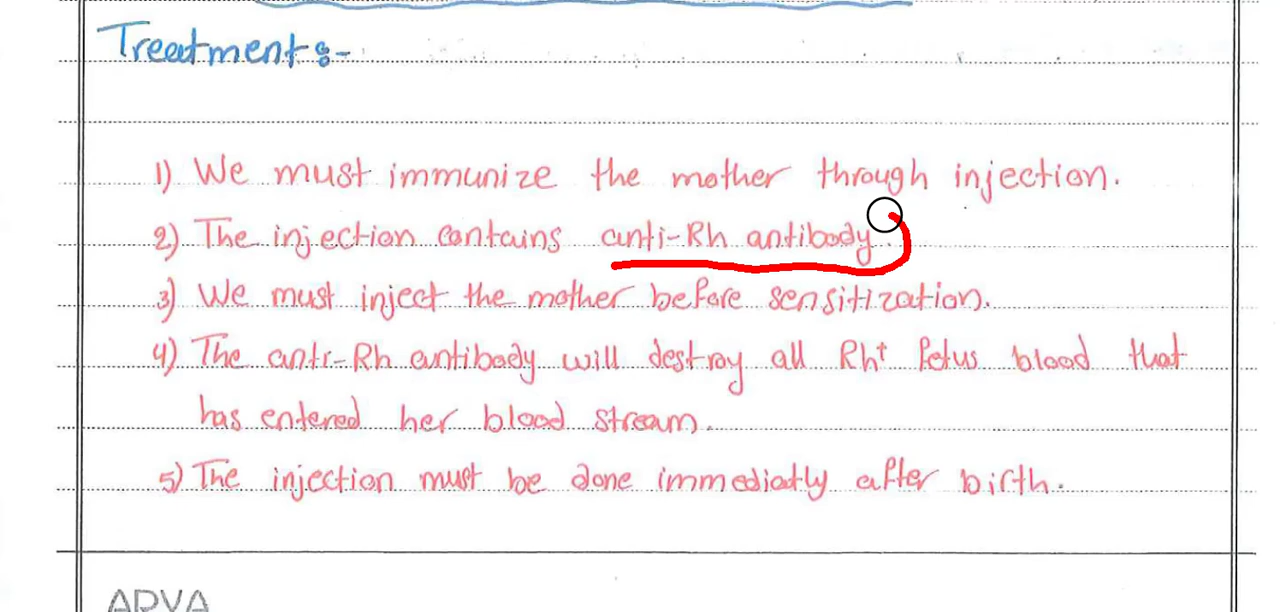 Treatment:-
1) We must immunize the mother through injection.
2) The injection contains anti-Rh antibody.
3) We must inject the mother before sensitization.
4) The anti-Rh antibody will destroy all Rh⁺ fetus blood that
has entered her blood stream.
5) The injection must be done immediatly after birth.
ARVA